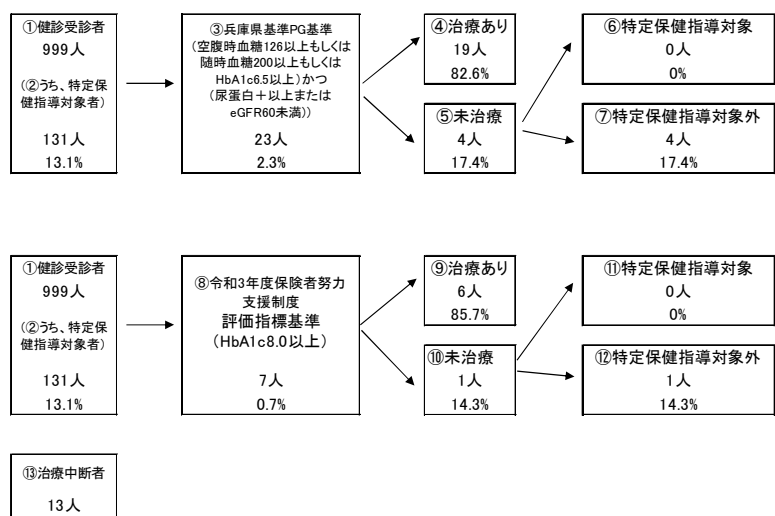 ①健診受診者
999人
(②うち、特定保
健指導対象者)
131人
13.1%
③兵庫県基準PG基準
(空腹時血糖126以上もしくは
随時血糖200以上もしくは
HbA1c6.5以上)かつ
(尿蛋白+以上または
eGFR60未満))
23人
2.3%
④治療あり
19人
82.6%
⑤未治療
4人
17.4%
⑥特定保健指導対象
0人
0%
⑦特定保健指導対象外
4人
17.4%
①健診受診者
999人
(②うち、特定保
健指導対象者)
131人
13.1%
⑧令和3年度保険者努力
支援制度
評価指標基準
(HbA1c8.0以上)
7人
0.7%
⑨治療あり
6人
85.7%
⑩未治療
1人
14.3%
⑪特定保健指導対象
0人
0%
⑫特定保健指導対象外
1人
14.3%
⑬治療中断者
13人